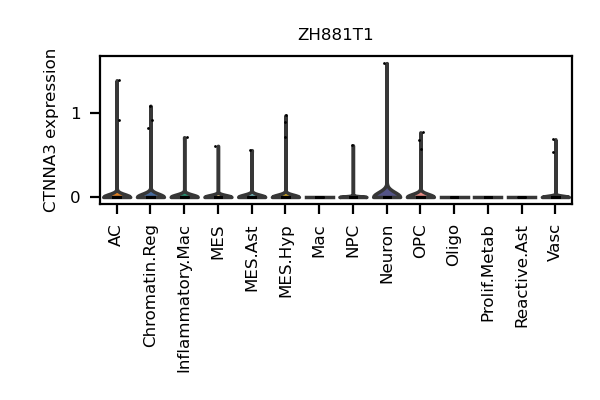 ZH881T1
CTNNA3 expression
1
0
AC
Chromatin.Reg
Inflammatory.Mac
MES
MES.Ast
MES.Hyp
Mac
NPC
Neuron
OPC
Oligo
Prolif.Metab
Reactive.Ast
Vasc